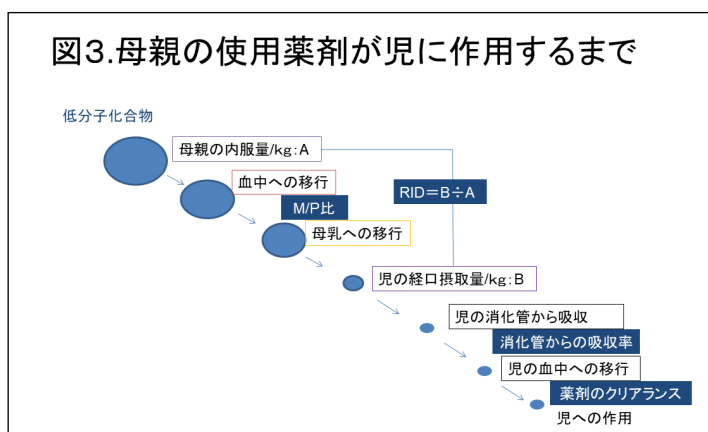 図3.母親の使用薬剤が児に作用するまで
低分子化合物
母親の内服量/kg:A
血中への移行
RID=B÷A
M/P比
母乳への移行
児の経口摂取量/kg:B
児の消化管から吸収
消化管からの吸収率
児の血中への移行
薬剤のクリアランス
児への作用